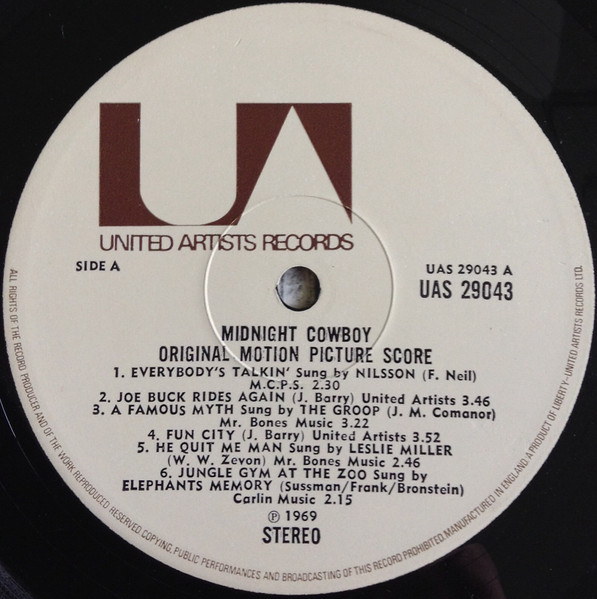 UA
UNITED ARTISTS RECORDS
SIDE A
UAS 29043 A
UAS 29043
MIDNIGHT COWBOY
ORIGINAL MOTION PICTURE SCORE
1. EVERYBODY'S TALKIN' Sung by NILSSON (F. Neil)
M.C.P.S. 2.30
2. JOE BUCK RIDES AGAIN (J. Barry) United Artists 3.46
3. A FAMOUS MYTH Sung by THE GROOP (J. M. Comanor)
Mr. Bones Music 3.22
4. FUN CITY (J. Barry) United Artists 3.52
5. HE QUIT ME MAN Sung by LESLIE MILLER
(W. W. Zevon) Mr. Bones Music 2.46
6. JUNGLE GYM AT THE ZOO Sung by
ELEPHANTS MEMORY (Sussman/Frank/Bronstein)
Carlin Music 2.15
℗ 1969
STEREO
ALL RIGHTS OF THE RECORD PRODUCER AND OF THE WORK REPRODUCED RESERVED. COPYING, PUBLIC PERFORMANCES AND BROADCASTING OF THIS RECORD PROHIBITED. MANUFACTURED IN ENGLAND. A PRODUCT OF LIBERTY-UNITED ARTISTS RECORDS LTD.